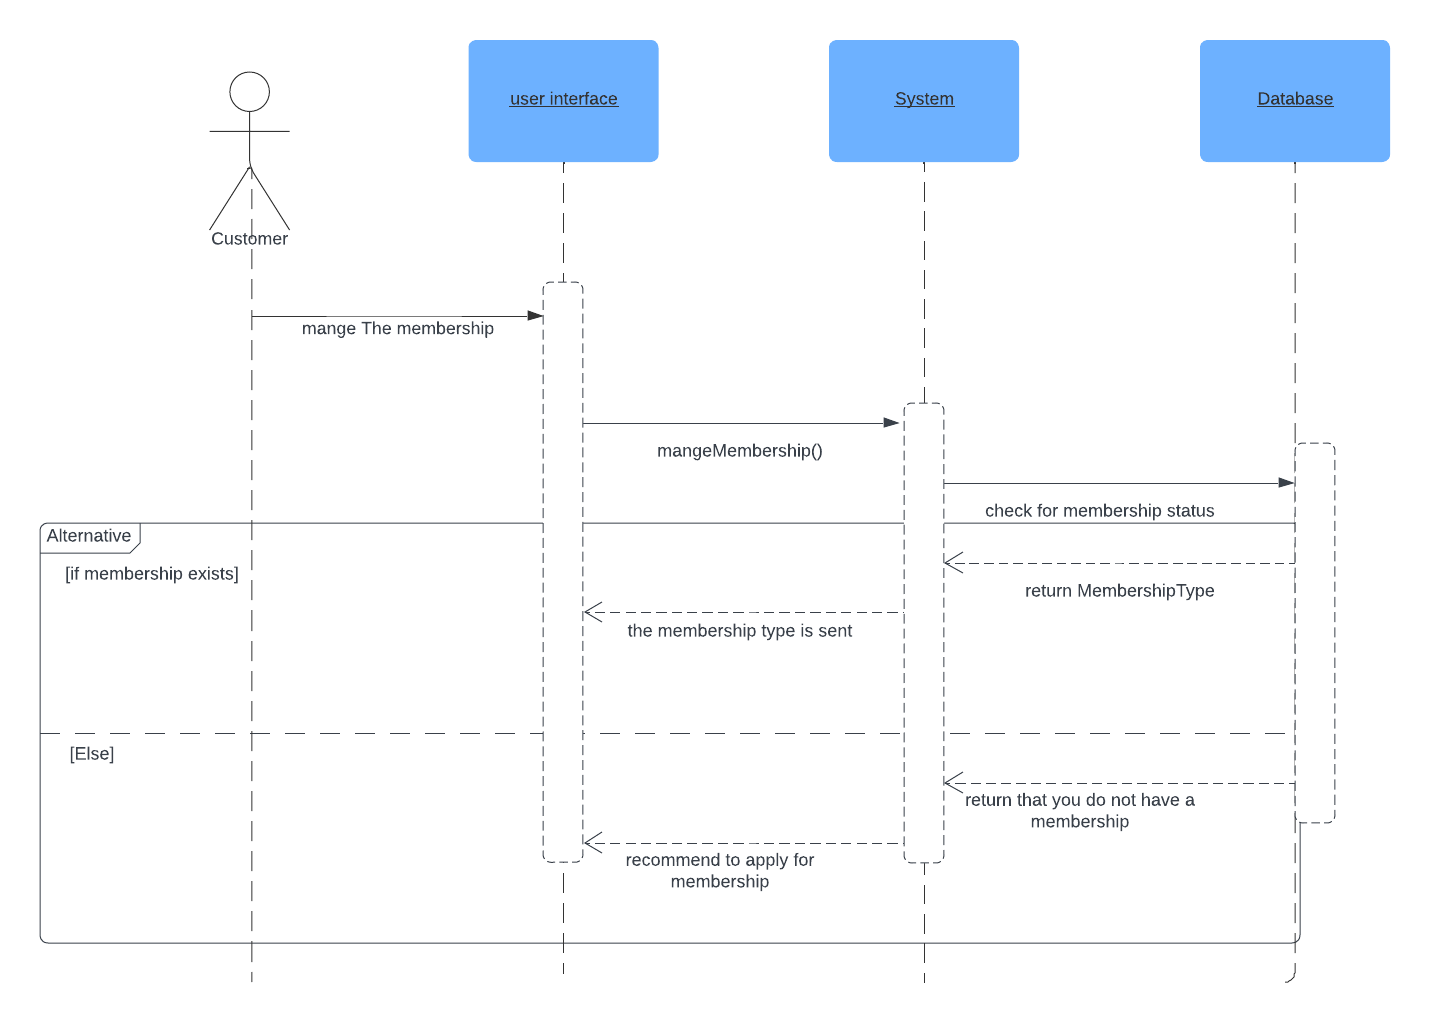 user interface
System
Database
Customer
mange The membership
mangeMembership()
check for membership status
Alternative
[if membership exists]
return MembershipType
the membership type is sent
[Else]
return that you do not have a
membership
recommend to apply for
membership